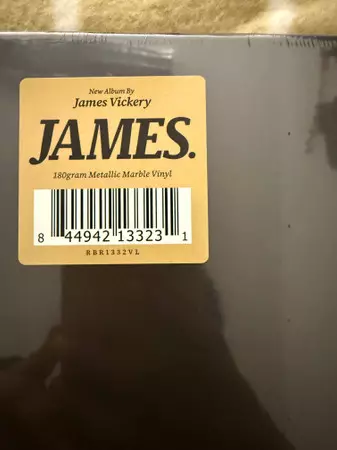 New Album By
James Vickery
JAMES.
180gram Metallic Marble Vinyl
8 44942 13323 1
RBR1332VL